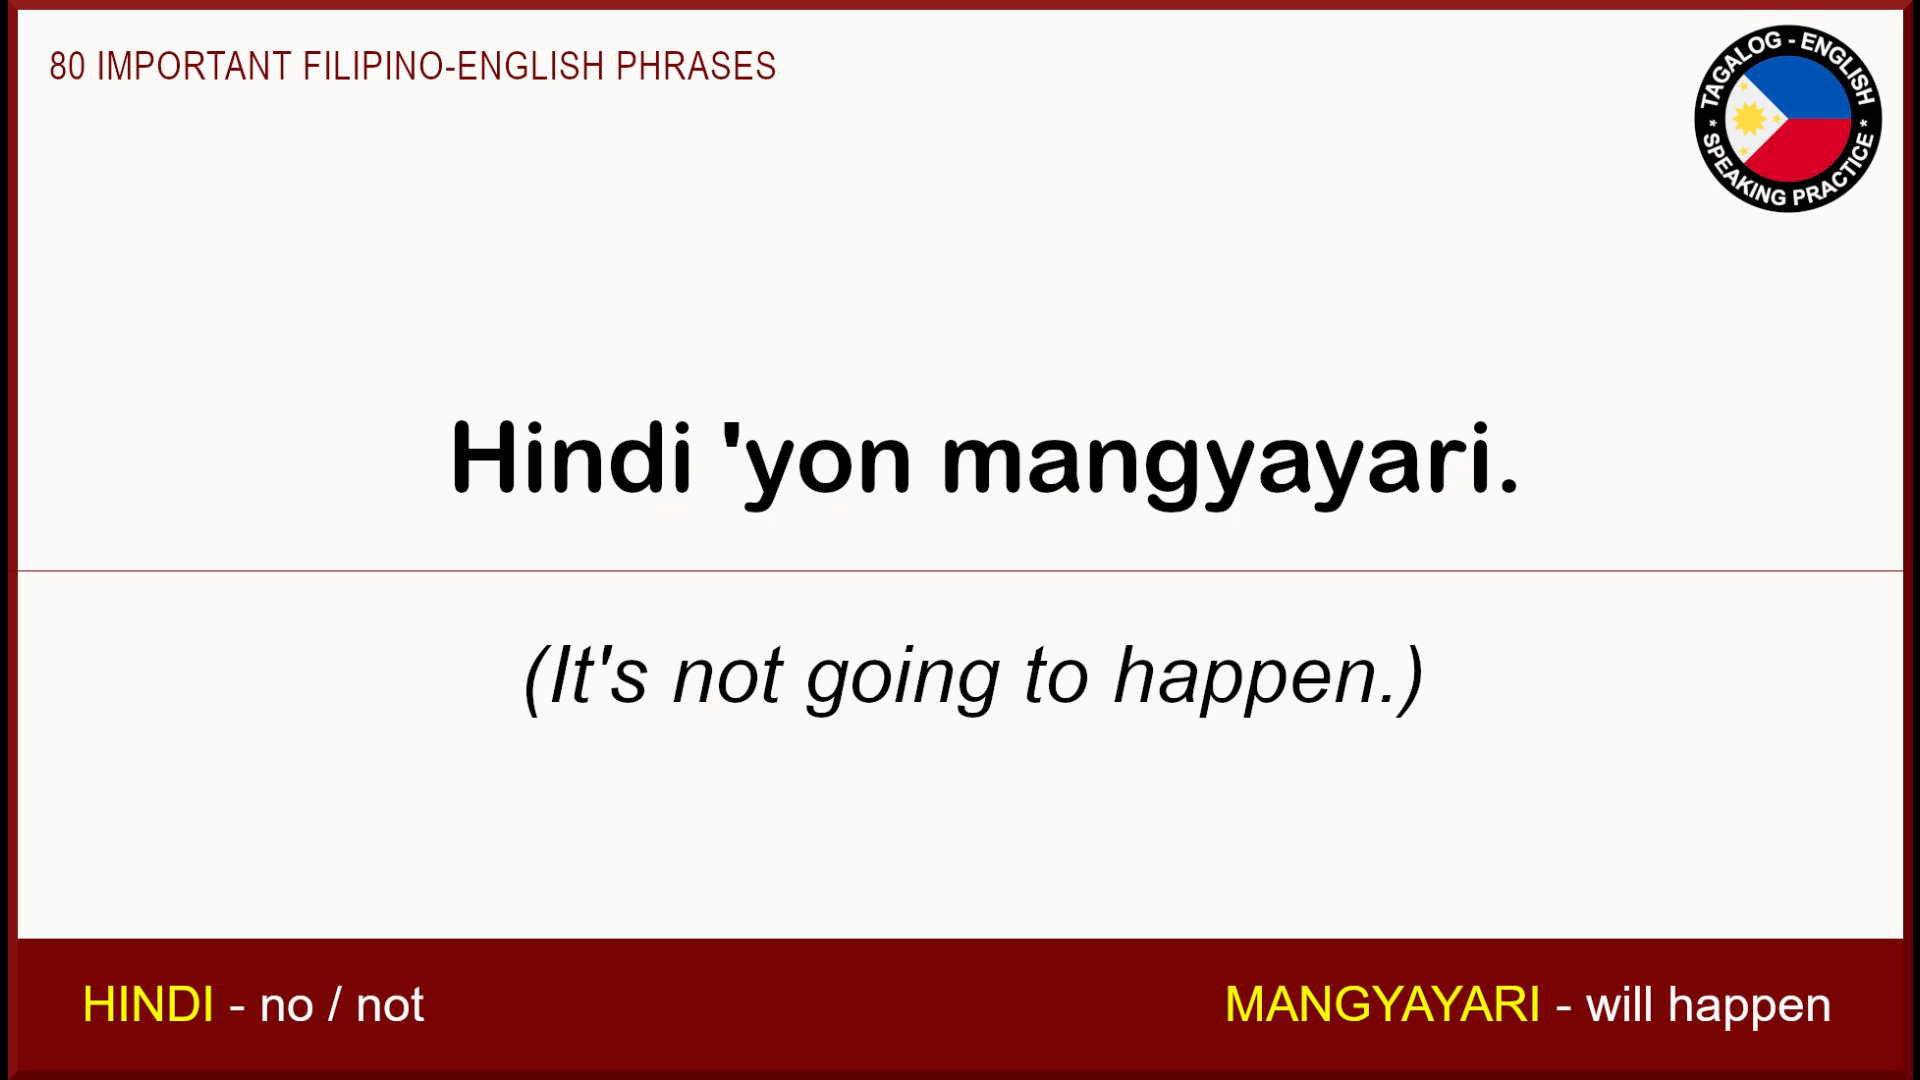 80 IMPORTANT FILIPINO-ENGLISH PHRASES
TAGALOG - ENGLISH
* SPEAKING PRACTICE *
Hindi 'yon mangyayari.
(It's not going to happen.)
HINDI - no / not
MANGYAYARI - will happen